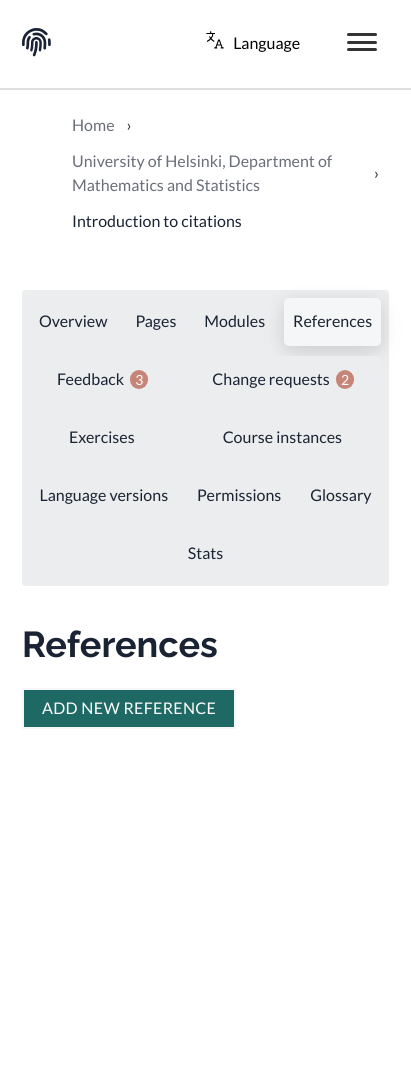 Language
Home ›
University of Helsinki, Department of
Mathematics and Statistics ›
Introduction to citations
Overview Pages Modules References
Feedback 3 Change requests 2
Exercises Course instances
Language versions Permissions Glossary
Stats
References
ADD NEW REFERENCE